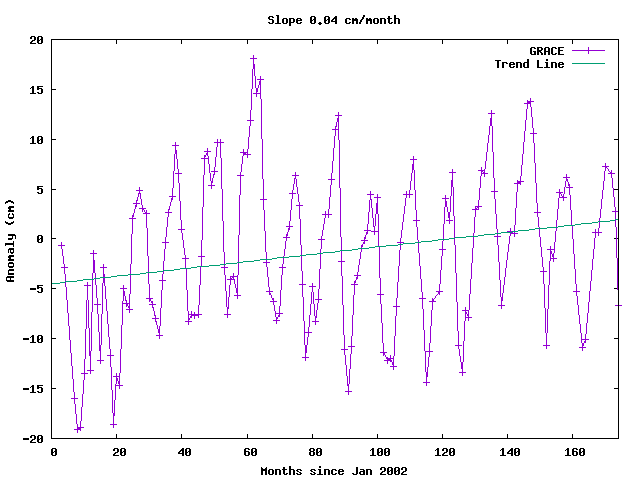 Slope 0.04 cm/month
GRACE
Trend Line
20
15
10
5
0
-5
-10
-15
-20
Anomaly (cm)
0 20 40 60 80 100 120 140 160
Months since Jan 2002